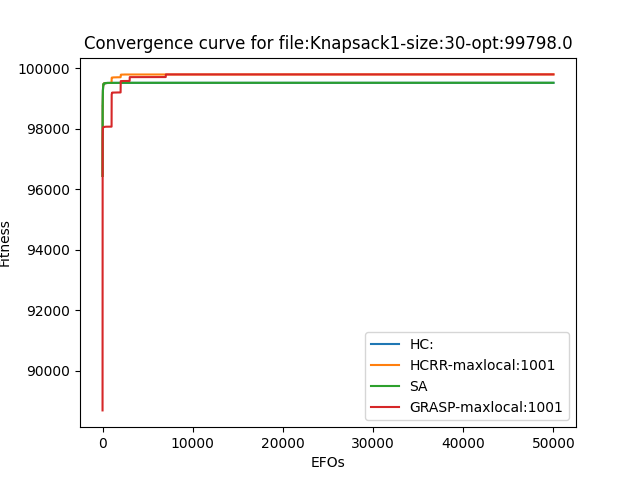 Convergence curve for file:Knapsack1-size:30-opt:99798.0
100000
98000
96000
94000
92000
90000
HC:
HCRR-maxlocal:1001
SA
GRASP-maxlocal:1001
0
10000
20000
30000
40000
50000
EFOs